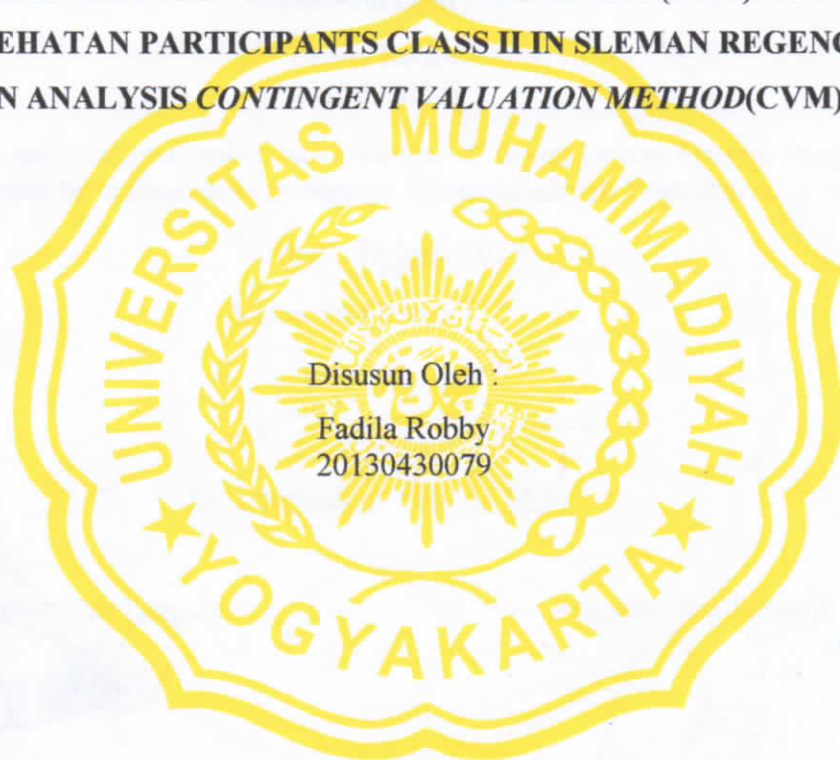 EHATAN PARTICIPANTS CLASS II IN SLEMAN REGENC
N ANALYSIS CONTINGENT VALUATION METHOD(CVM)
UNIVERSITAS MUHAMMADIYAH
YOGYAKARTA
Disusun Oleh :
Fadila Robby
20130430079